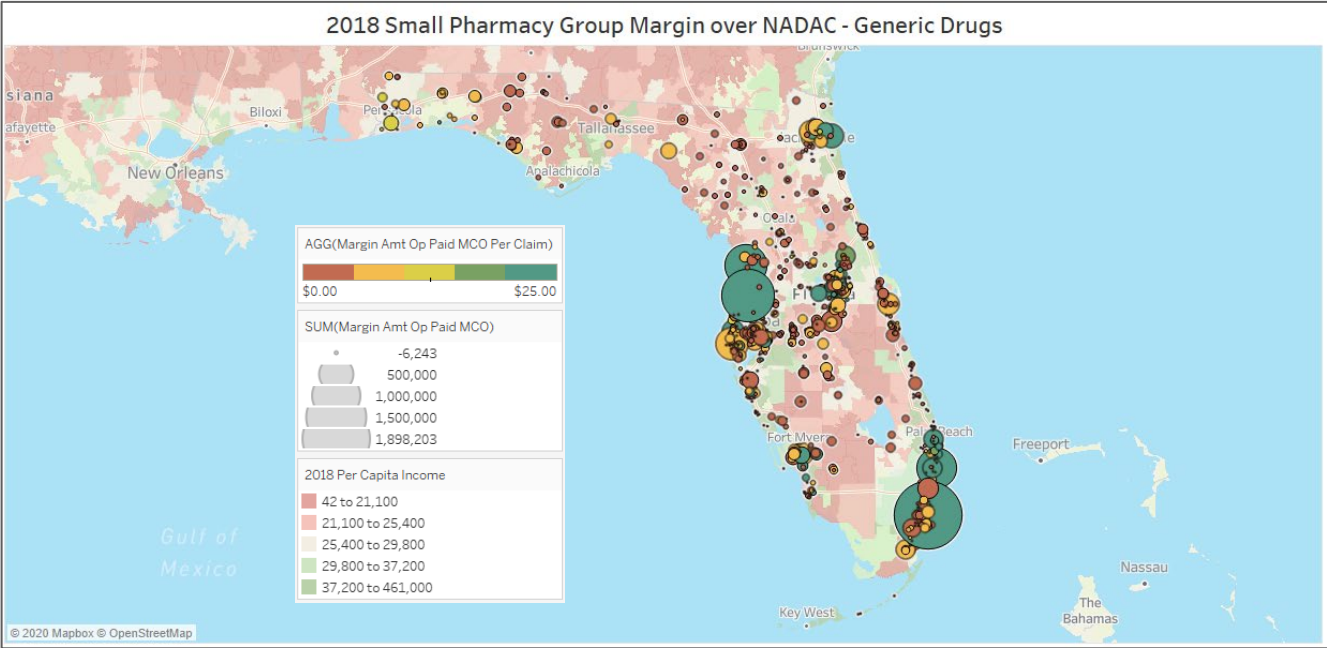 2018 Small Pharmacy Group Margin over NADAC - Generic Drugs
Brunswick
siana
afayette
Biloxi
Tallahassee
New Orleans
Apalachicola
Ocala
AGG(Margin Amt Op Paid MCO Per Claim)
$0.00 $25.00
SUM(Margin Amt Op Paid MCO)
-6,243
500,000
1,000,000
1,500,000
1,898,203
Fort Myer
Beach
Freeport
2018 Per Capita Income
42 to 21,100
21,100 to 25,400
25,400 to 29,800
29,800 to 37,200
37,200 to 461,000
Gulf of
Mexico
Nassau
Key West
The
Bahamas
© 2020 Mapbox © OpenStreetMap